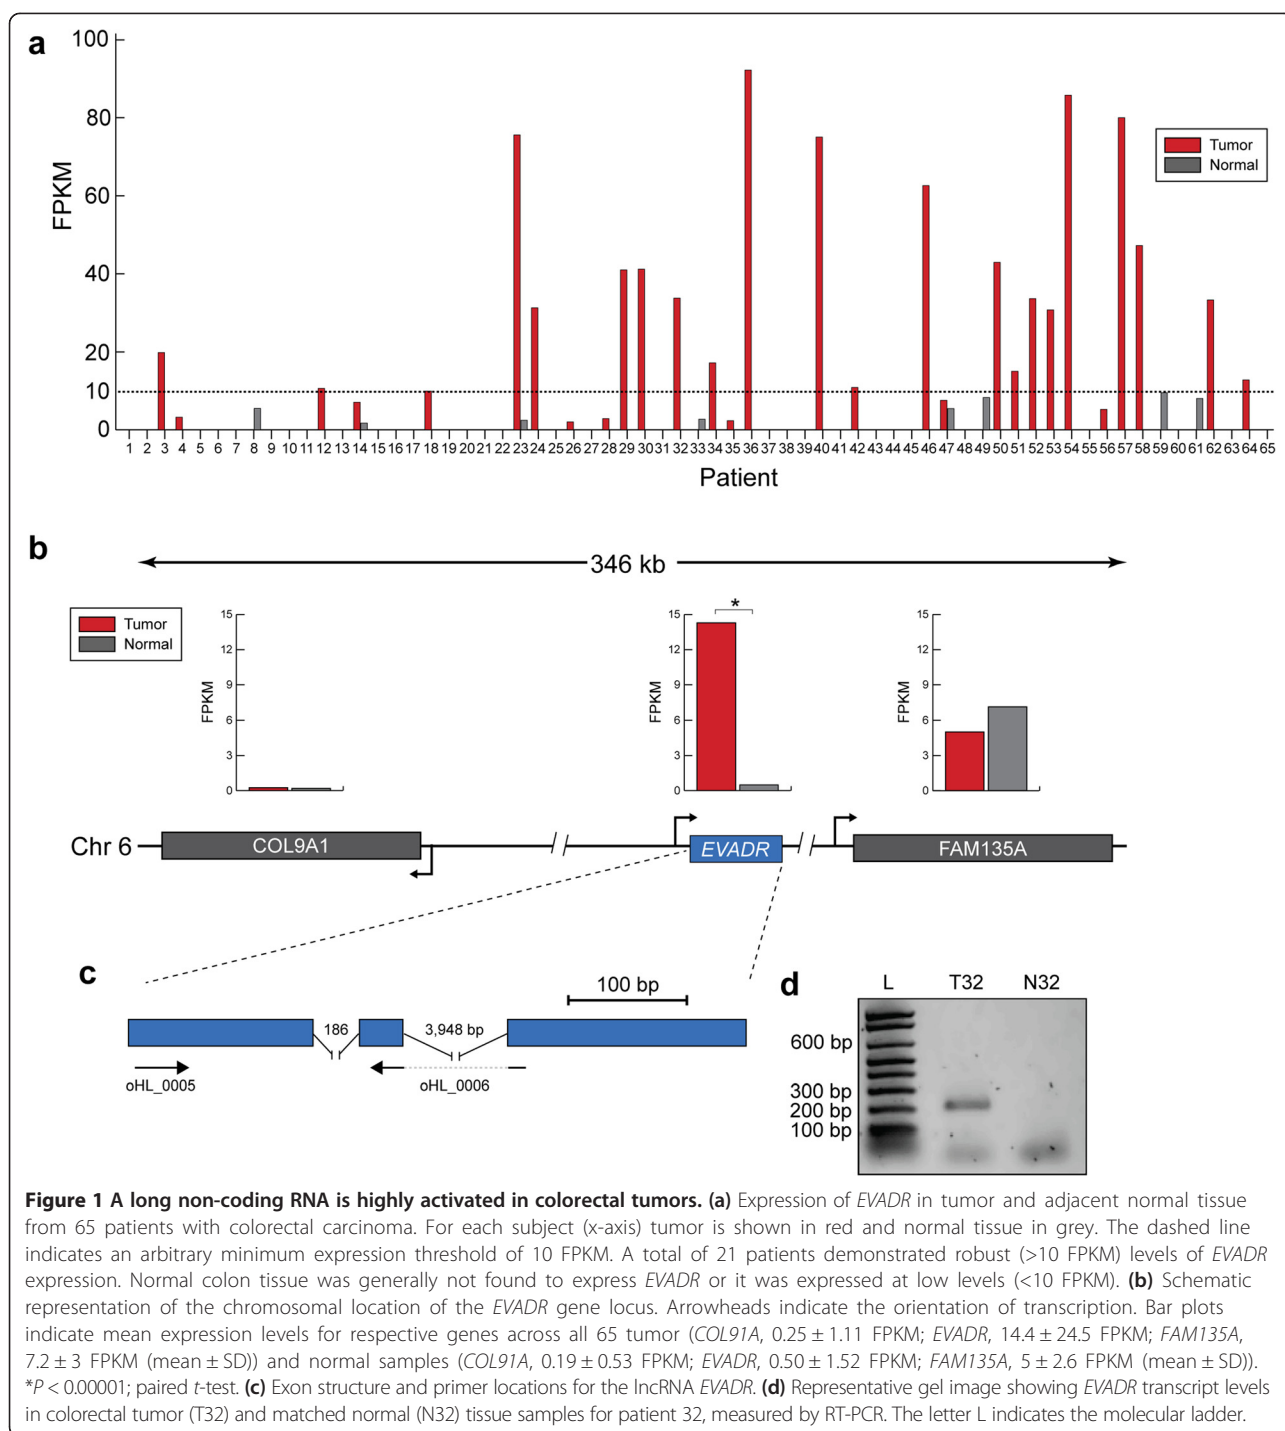 a
100
80
60
40
20
10
0
FPKM
Tumor
Normal
1 2 3 4 5 6 7 8 9 10 11 12 13 14 15 16 17 18 19 20 21 22 23 24 25 26 27 28 29 30 31 32 33 34 35 36 37 38 39 40 41 42 43 44 45 46 47 48 49 50 51 52 53 54 55 56 57 58 59 60 61 62 63 64 65
Patient
b
346 kb
Tumor
Normal
15
12
9
6
3
0
FPKM
*
15
12
9
6
3
0
FPKM
15
12
9
6
3
0
FPKM
Chr 6
COL9A1
EVADR
FAM135A
c
100 bp
186
3,948 bp
oHL_0005
oHL_0006
d
L T32 N32
600 bp
300 bp
200 bp
100 bp
Figure 1 A long non-coding RNA is highly activated in colorectal tumors. (a) Expression of EVADR in tumor and adjacent normal tissue
from 65 patients with colorectal carcinoma. For each subject (x-axis) tumor is shown in red and normal tissue in grey. The dashed line
indicates an arbitrary minimum expression threshold of 10 FPKM. A total of 21 patients demonstrated robust (>10 FPKM) levels of EVADR
expression. Normal colon tissue was generally not found to express EVADR or it was expressed at low levels (<10 FPKM). (b) Schematic
representation of the chromosomal location of the EVADR gene locus. Arrowheads indicate the orientation of transcription. Bar plots
indicate mean expression levels for respective genes across all 65 tumor (COL91A, 0.25 ± 1.11 FPKM; EVADR, 14.4 ± 24.5 FPKM; FAM135A,
7.2 ± 3 FPKM (mean ± SD)) and normal samples (COL91A, 0.19 ± 0.53 FPKM; EVADR, 0.50 ± 1.52 FPKM; FAM135A, 5 ± 2.6 FPKM (mean ± SD)).
*P < 0.00001; paired t-test. (c) Exon structure and primer locations for the lncRNA EVADR. (d) Representative gel image showing EVADR transcript levels
in colorectal tumor (T32) and matched normal (N32) tissue samples for patient 32, measured by RT-PCR. The letter L indicates the molecular ladder.